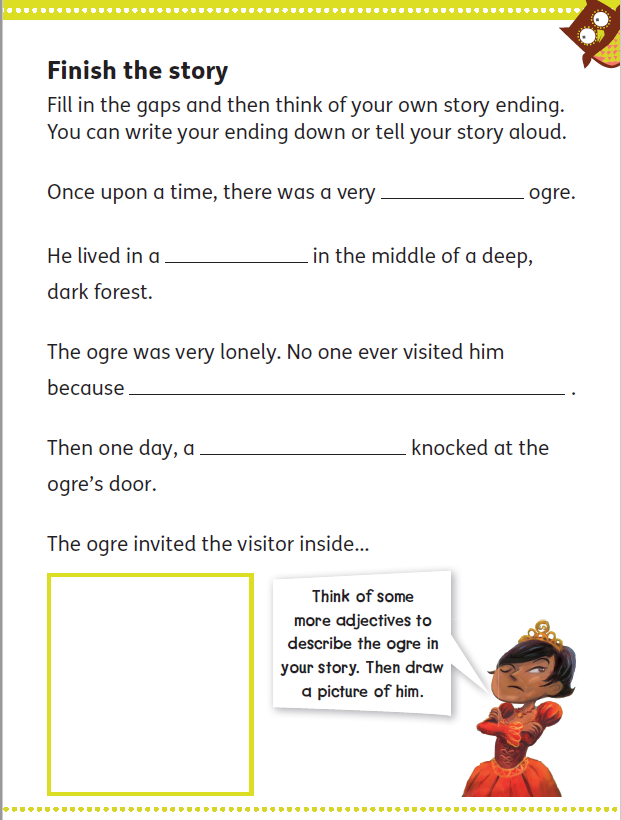 Finish the story
Fill in the gaps and then think of your own story ending.
You can write your ending down or tell your story aloud.
Once upon a time, there was a very ______________ ogre.
He lived in a ______________ in the middle of a deep,
dark forest.
The ogre was very lonely. No one ever visited him
because ____________________________________________ .
Then one day, a ____________________ knocked at the
ogre’s door.
The ogre invited the visitor inside...
Think of some
more adjectives to
describe the ogre in
your story. Then draw
a picture of him.